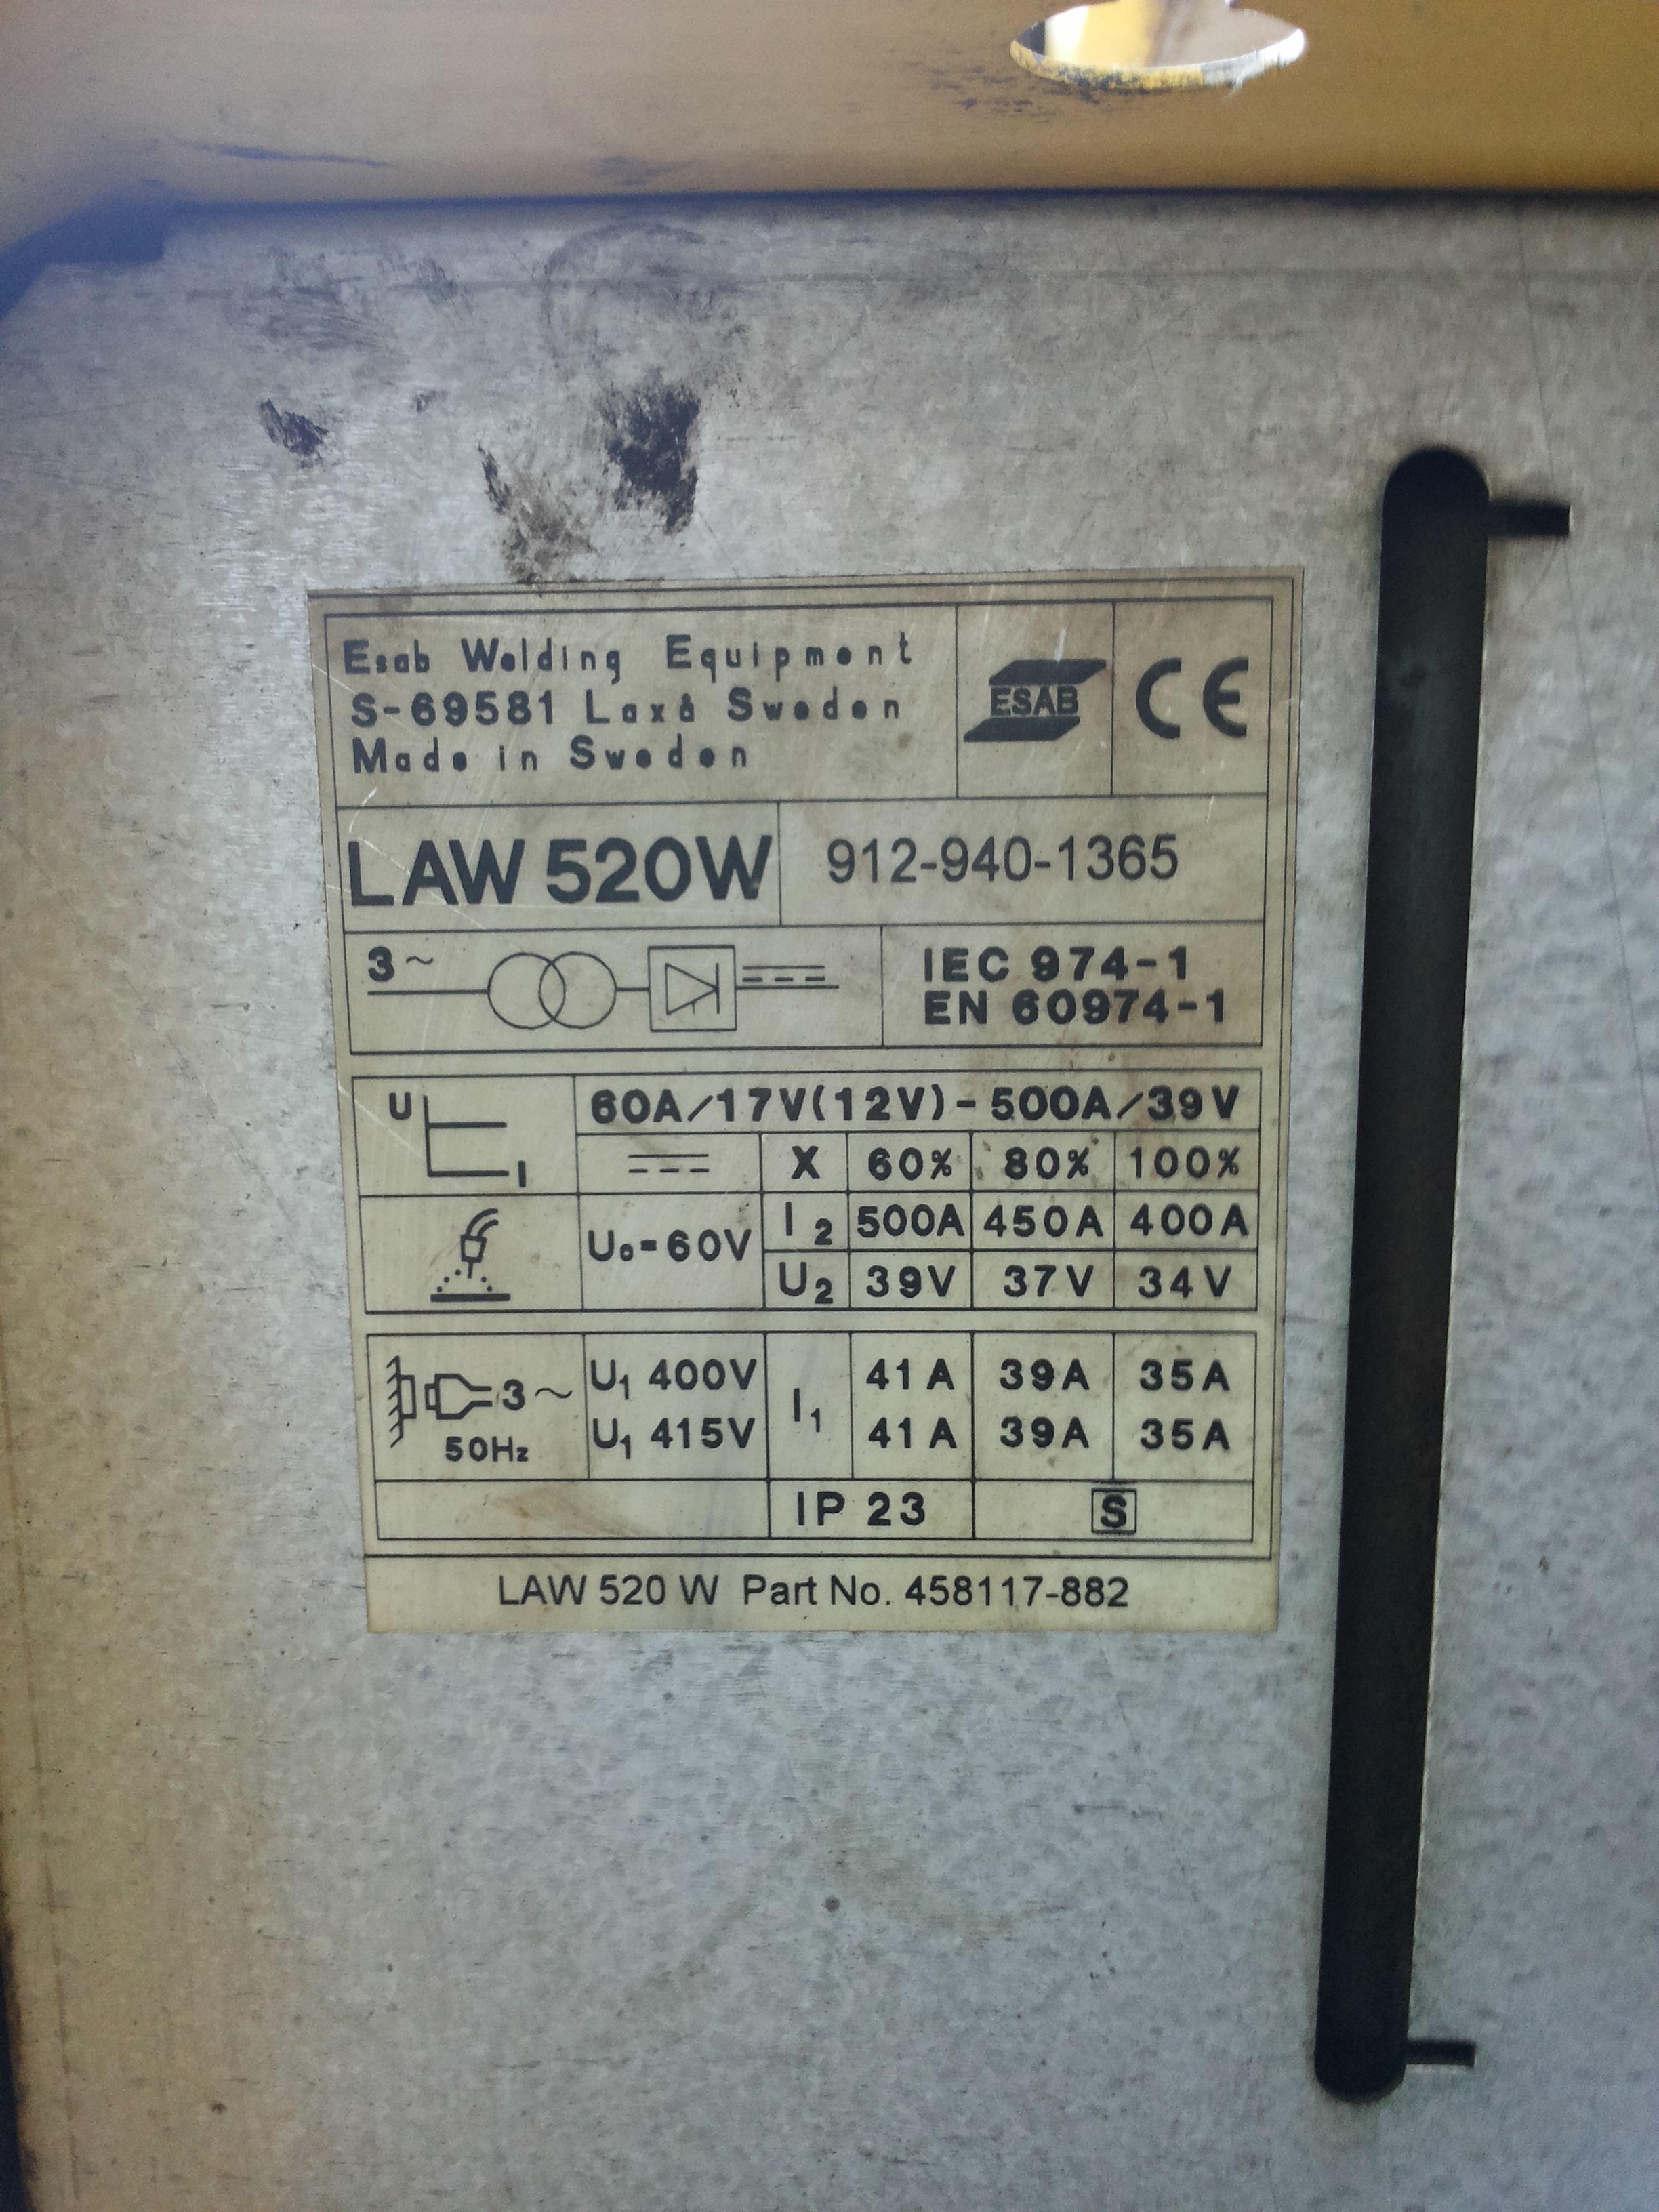 Esab Welding Equipment
S-69581 Laxå Sweden
Made in Sweden
ESAB
CE
LAW 520W
912-940-1365
3~
IEC 974-1
EN 60974-1
U
I
60A/17V(12V)-500A/39V
X 60% 80% 100%
U₀=60V
I₂ 500A 450A 400A
U₂ 39V 37V 34V
3~
50Hz
U₁ 400V
U₁ 415V
I₁
41A 39A 35A
41A 39A 35A
IP 23
S
LAW 520 W Part No. 458117-882